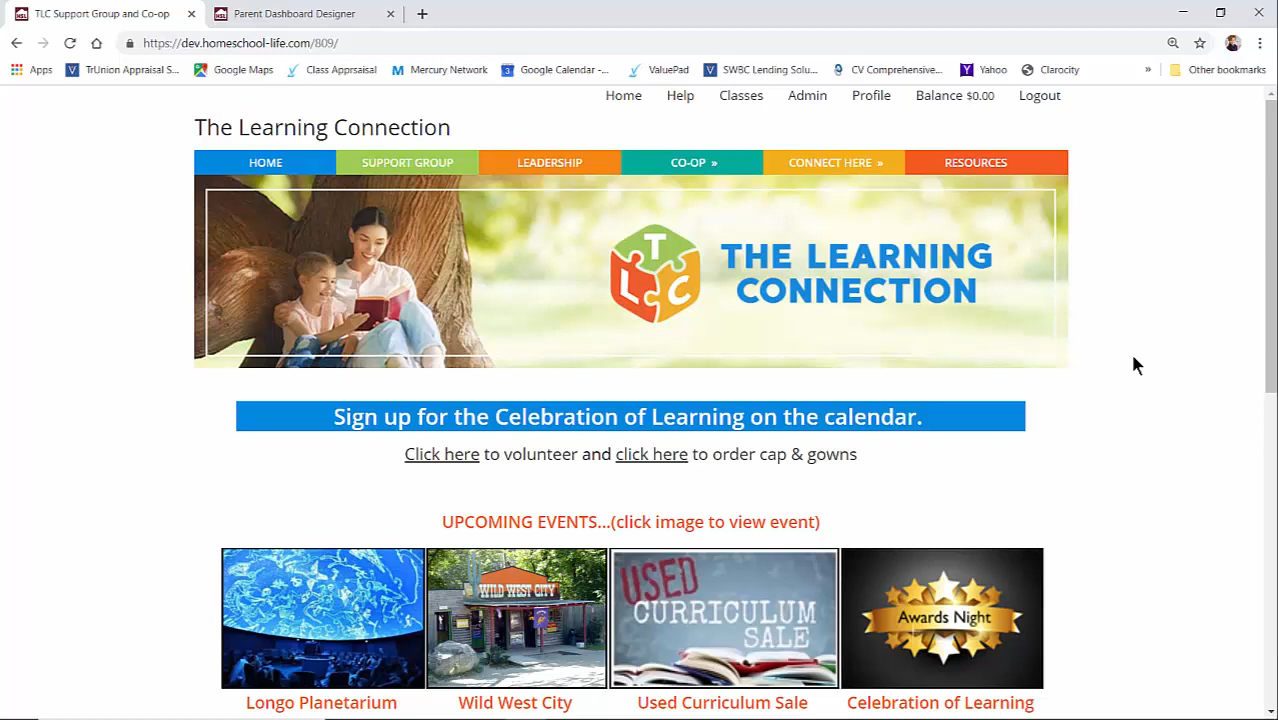 TLC Support Group and Co-op
Parent Dashboard Designer
https://dev.homeschool-life.com/809/
Apps
TrUnion Appraisal S...
Google Maps
Class Apprsaisal
Mercury Network
Google Calendar -...
ValuePad
SWBC Lending Solu...
CV Comprehensive...
Yahoo
Clarocity
»
Other bookmarks
Home Help Classes Admin Profile Balance $0.00 Logout
The Learning Connection
HOME SUPPORT GROUP LEADERSHIP CO-OP » CONNECT HERE » RESOURCES
T
L C
THE LEARNING
CONNECTION
Sign up for the Celebration of Learning on the calendar.
Click here to volunteer and click here to order cap & gowns
UPCOMING EVENTS...(click image to view event)
WILD WEST CITY
USED
CURRICULUM
SALE
Awards Night
Longo Planetarium
Wild West City
Used Curriculum Sale
Celebration of Learning